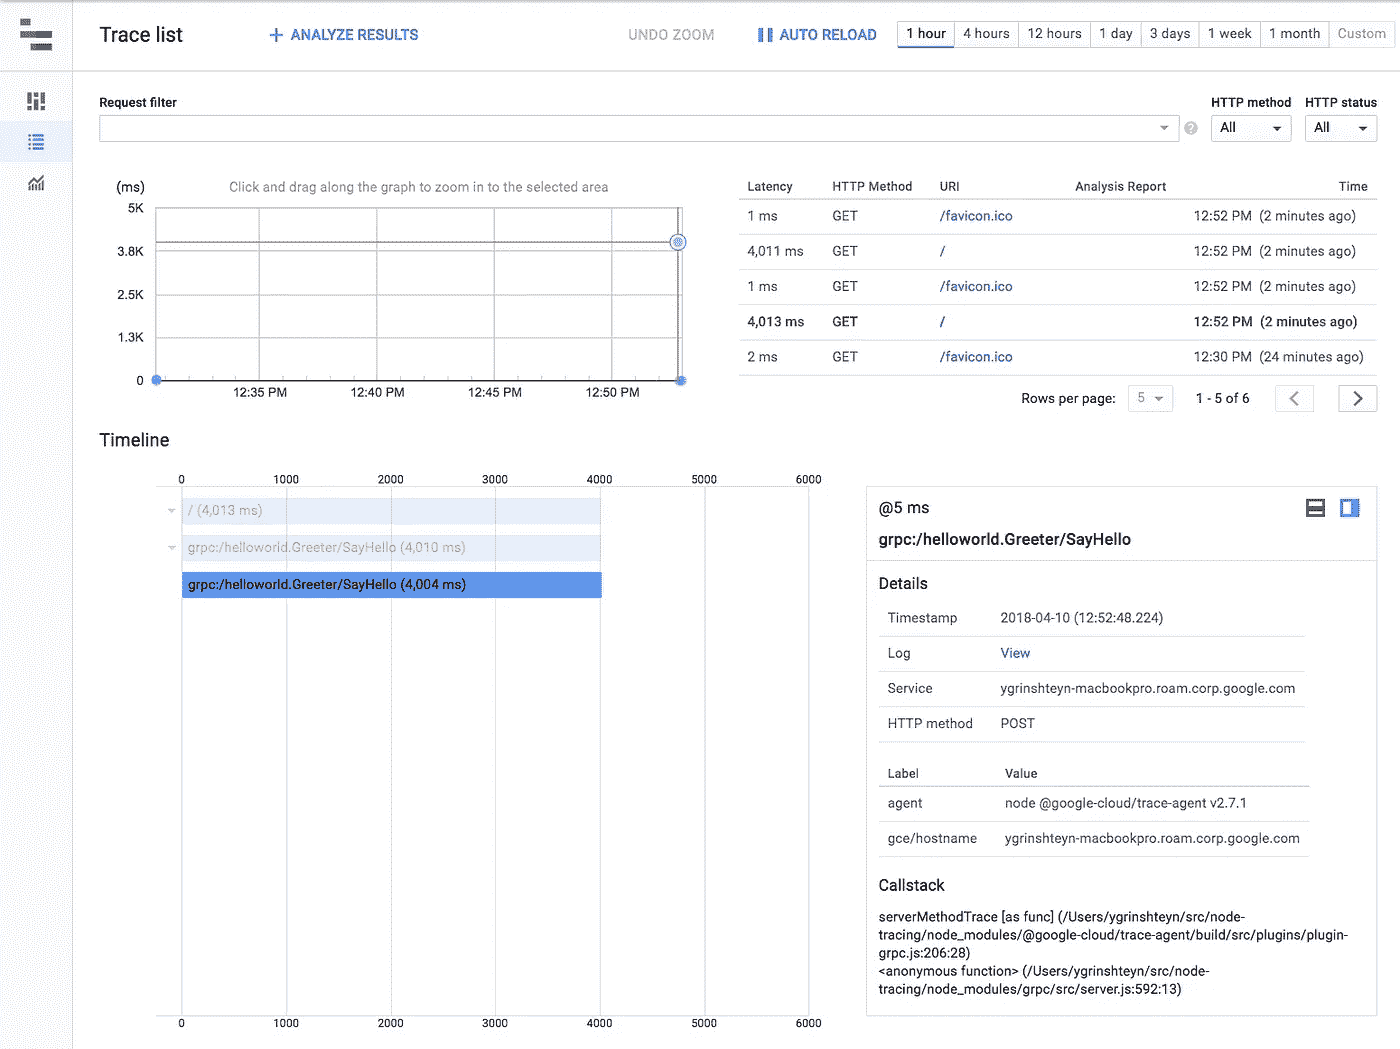 Trace list
ANALYZE RESULTS
UNDO ZOOM
AUTO RELOAD
1 hour
4 hours
12 hours
1 day
3 days
1 week
1 month
Custom
Request filter
HTTP method
HTTP status
All
All
(ms)
Click and drag along the graph to zoom in to the selected area
5K
3.8K
2.5K
1.3K
0
12:35 PM
12:40 PM
12:45 PM
12:50 PM
Latency HTTP Method URI Analysis Report Time
1 ms GET /favicon.ico 12:52 PM (2 minutes ago)
4,011 ms GET / 12:52 PM (2 minutes ago)
1 ms GET /favicon.ico 12:52 PM (2 minutes ago)
4,013 ms GET / 12:52 PM (2 minutes ago)
2 ms GET /favicon.ico 12:30 PM (24 minutes ago)
Rows per page: 5 1 - 5 of 6
Timeline
0 1000 2000 3000 4000 5000 6000
/ (4,013 ms)
grpc:/helloworld.Greeter/SayHello (4,010 ms)
grpc:/helloworld.Greeter/SayHello (4,004 ms)
0 1000 2000 3000 4000 5000 6000
@5 ms
grpc:/helloworld.Greeter/SayHello
Details
Timestamp 2018-04-10 (12:52:48.224)
Log View
Service ygrinshteyn-macbookpro.roam.corp.google.com
HTTP method POST
Label Value
agent node @google-cloud/trace-agent v2.7.1
gce/hostname ygrinshteyn-macbookpro.roam.corp.google.com
Callstack
serverMethodTrace [as func] (/Users/ygrinshteyn/src/node-
tracing/node_modules/@google-cloud/trace-agent/build/src/plugins/plugin-
grpc.js:206:28)
<anonymous function> (/Users/ygrinshteyn/src/node-
tracing/node_modules/grpc/src/server.js:592:13)